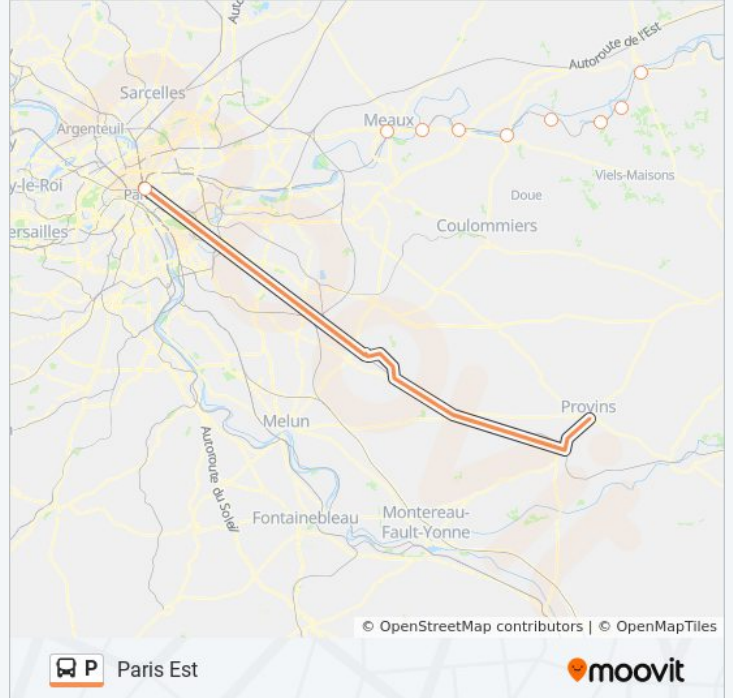 Auto
Autoroute de l'Est
Sarcelles
Meaux
Argenteuil
y-le-Roi
Viels-Maisons
Par
Doue
ersailles
Coulommiers
Provins
Melun
Autoroute du Soleil
Fontainebleau
Montereau-
Fault-Yonne
© OpenStreetMap contributors | © OpenMapTiles
P Paris Est
moovit